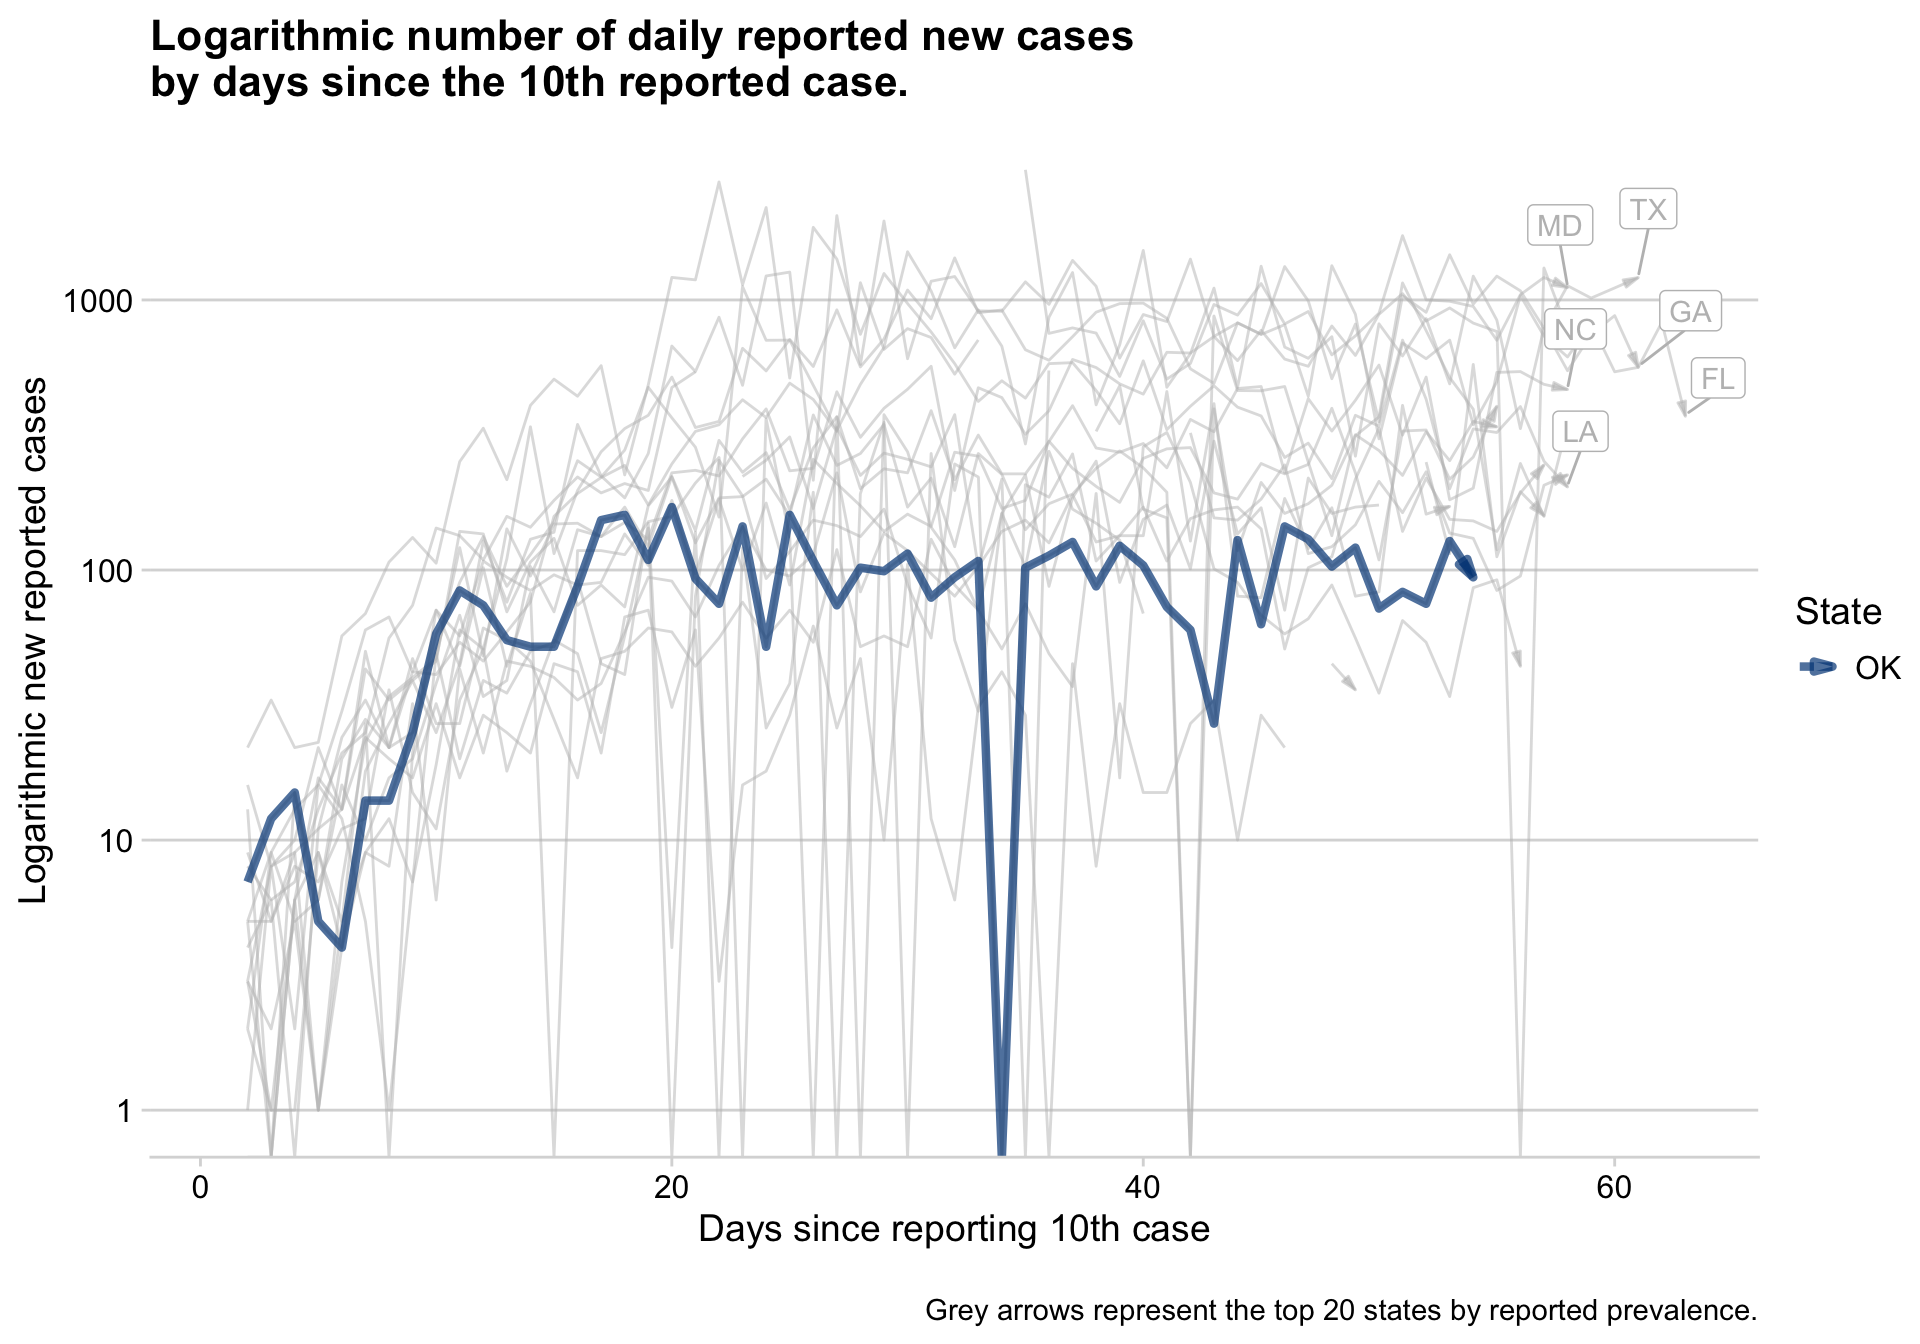 Logarithmic number of daily reported new cases
by days since the 10th reported case.
Logarithmic new reported cases
1000
100
10
1
MD
TX
NC
GA
FL
LA
State
OK
0
20
40
60
Days since reporting 10th case
Grey arrows represent the top 20 states by reported prevalence.